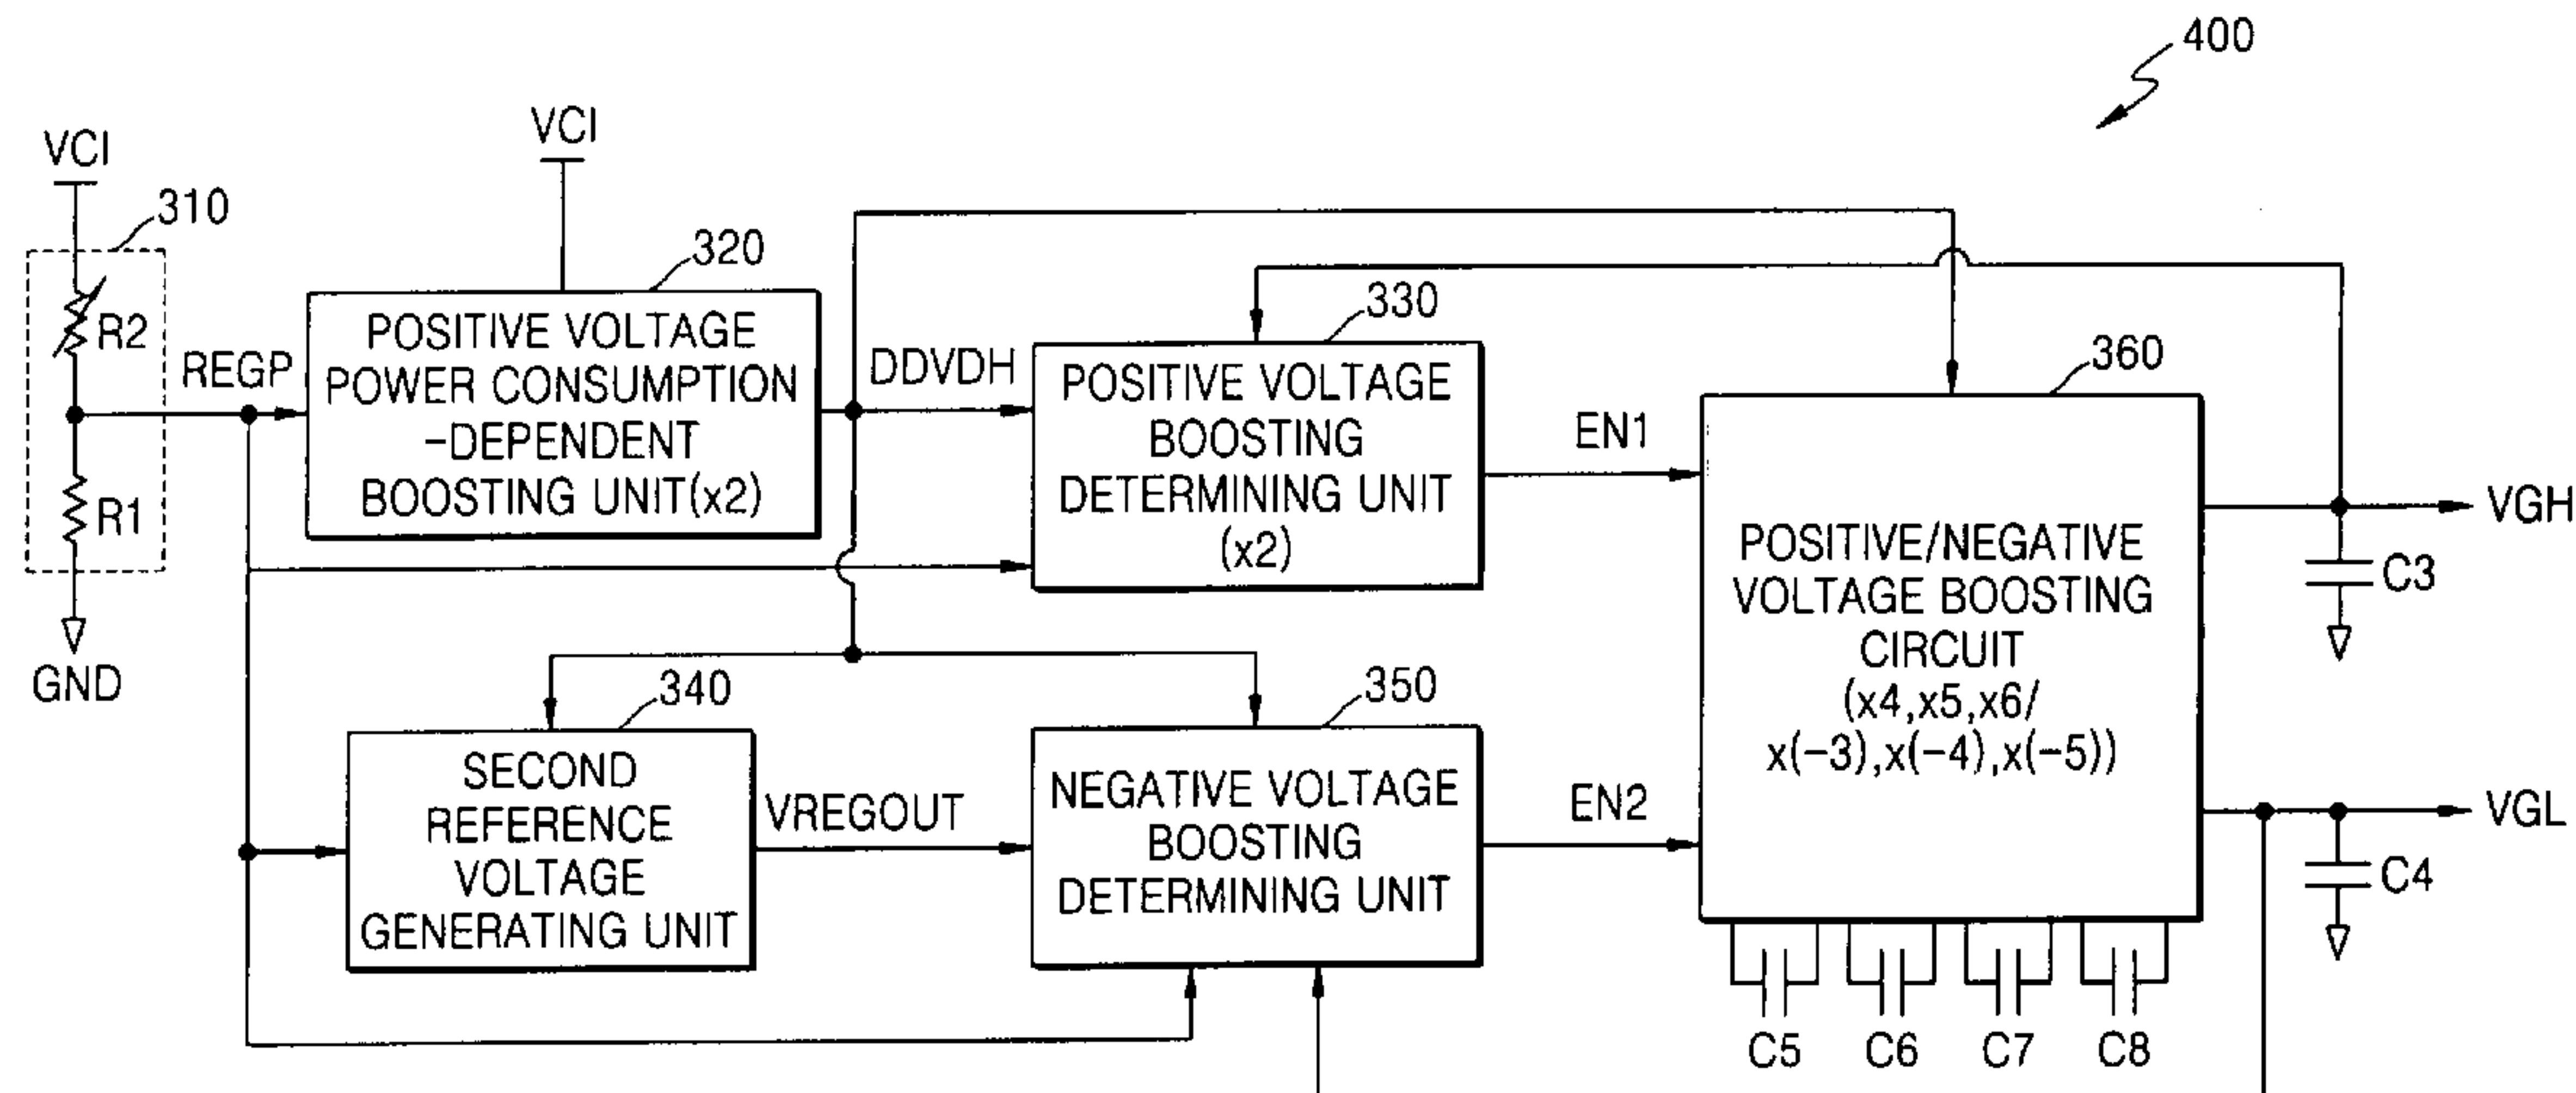 400
VCI
VCI
310
320
330
360
R2
REGP
R1
GND
POSITIVE VOLTAGE
POWER CONSUMPTION
-DEPENDENT
BOOSTING UNIT(x2)
DDVDH
POSITIVE VOLTAGE
BOOSTING
DETERMINING UNIT
(x2)
EN1
POSITIVE/NEGATIVE
VOLTAGE BOOSTING
CIRCUIT
(x4,x5,x6/
x(-3),x(-4),x(-5))
VGH
C3
340
350
SECOND
REFERENCE
VOLTAGE
GENERATING UNIT
VREGOUT
NEGATIVE VOLTAGE
BOOSTING
DETERMINING UNIT
EN2
VGL
C4
C5
C6
C7
C8